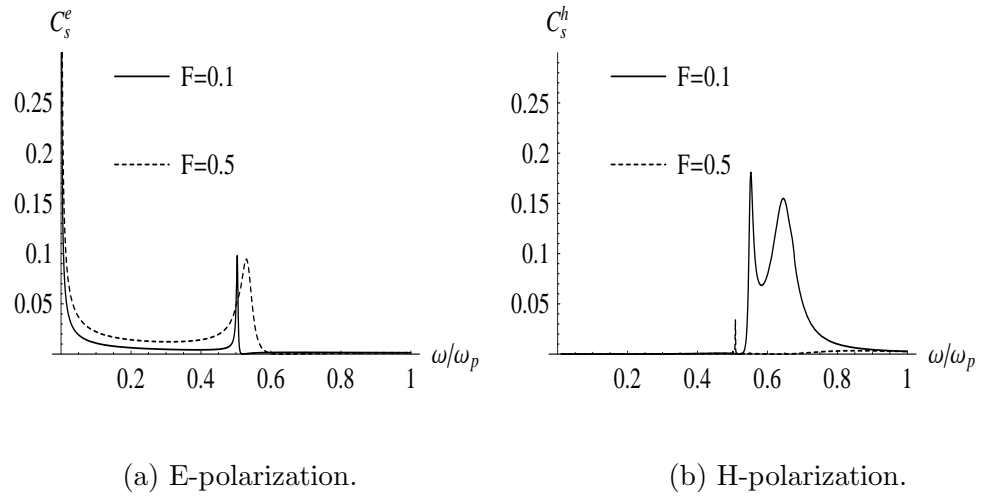 C_s^e
F=0.1
0.25
0.2
F=0.5
0.15
0.1
0.05
ω/ω_p
0.2 0.4 0.6 0.8 1
C_s^h
F=0.1
0.25
0.2
F=0.5
0.15
0.1
0.05
ω/ω_p
0.2 0.4 0.6 0.8 1
(a) E-polarization.
(b) H-polarization.